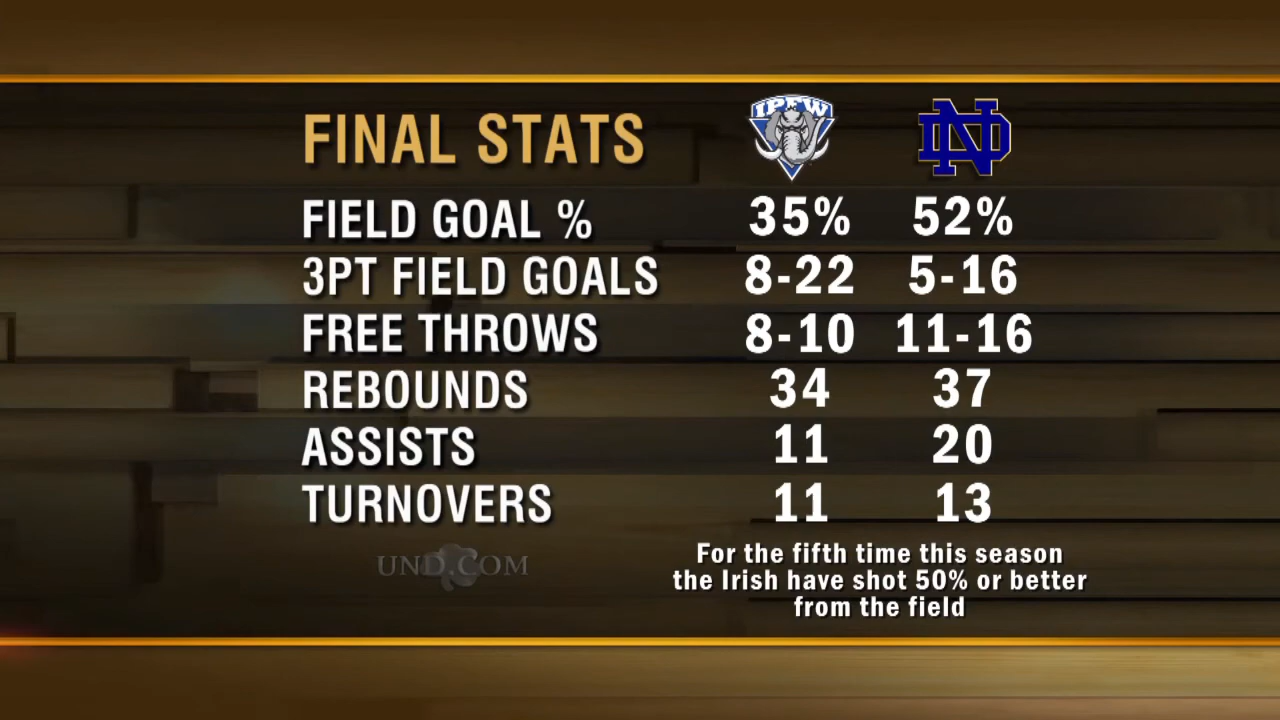 FINAL STATS IPFW ND
FIELD GOAL % 35% 52%
3PT FIELD GOALS 8-22 5-16
FREE THROWS 8-10 11-16
REBOUNDS 34 37
ASSISTS 11 20
TURNOVERS 11 13
UND.COM
For the fifth time this season
the Irish have shot 50% or better
from the field